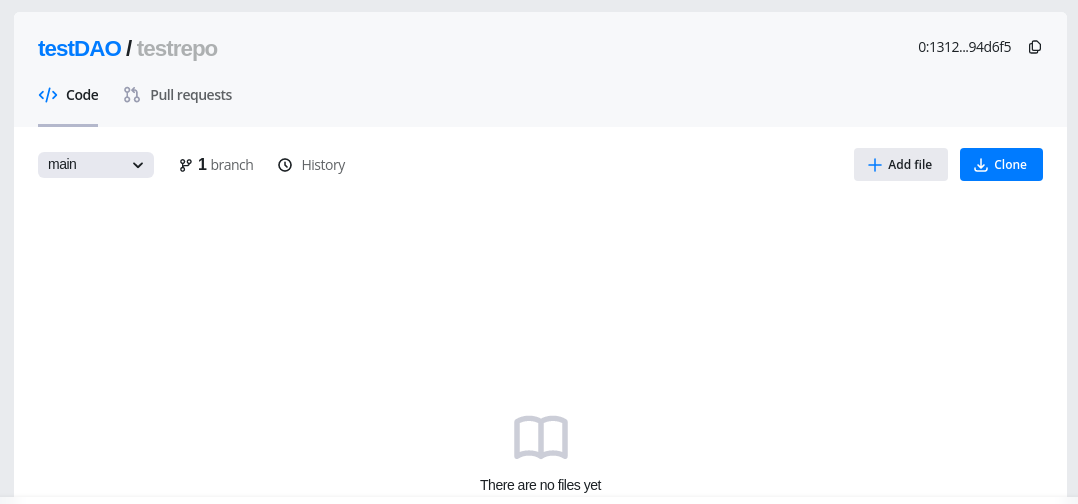 testDAO / testrepo
0:1312...94d6f5
Code
Pull requests
main
1 branch
History
Add file
Clone
There are no files yet